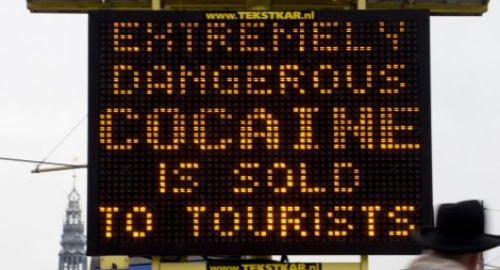 www.TEKSTKAR.nl
EXTREMELY
DANGEROUS
COCAINE
IS SOLD
TO TOURISTS
www.TEKSTKAR.nl